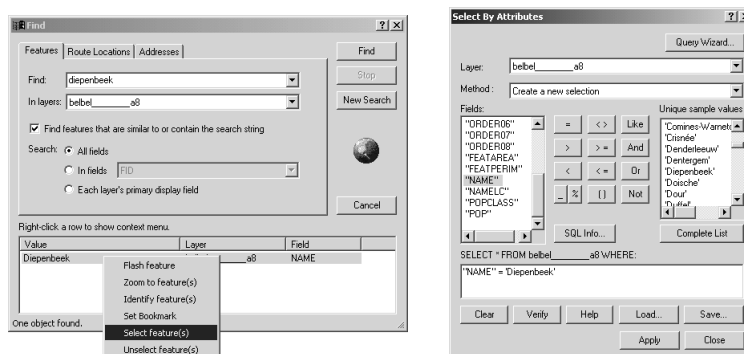 Find
Features Route Locations Addresses
Find
Find: diepenbeek
Stop
In layers: belbel________a8
New Search
Find features that are similar to or contain the search string
Search: All fields
In fields FID
Each layer's primary display field
Cancel
Right-click a row to show context menu.
Value Layer Field
Diepenbeek a8 NAME
Flash feature
Zoom to feature(s)
Identify feature(s)
Set Bookmark
Select feature(s)
Unselect feature(s)
One object found.
Select By Attributes
Query Wizard...
Layer: belbel________a8
Method : Create a new selection
Fields: Unique sample values
"ORDER06"
"ORDER07"
"ORDER08"
"FEATAREA"
"FEATPERIM"
"NAME"
"NAMELC"
"POPCLASS"
"POP"
= < > Like
> > = And
< < = Or
_ % ( ) Not
'Comines-Warnet
'Crisnée'
'Denderleeuw'
'Dentergem'
'Diepenbeek'
'Doische'
'Dour'
'Duffel'
SQL Info... Complete List
SELECT * FROM belbel________a8 WHERE:
"NAME" = 'Diepenbeek'
Clear Verify Help Load... Save...
Apply Close